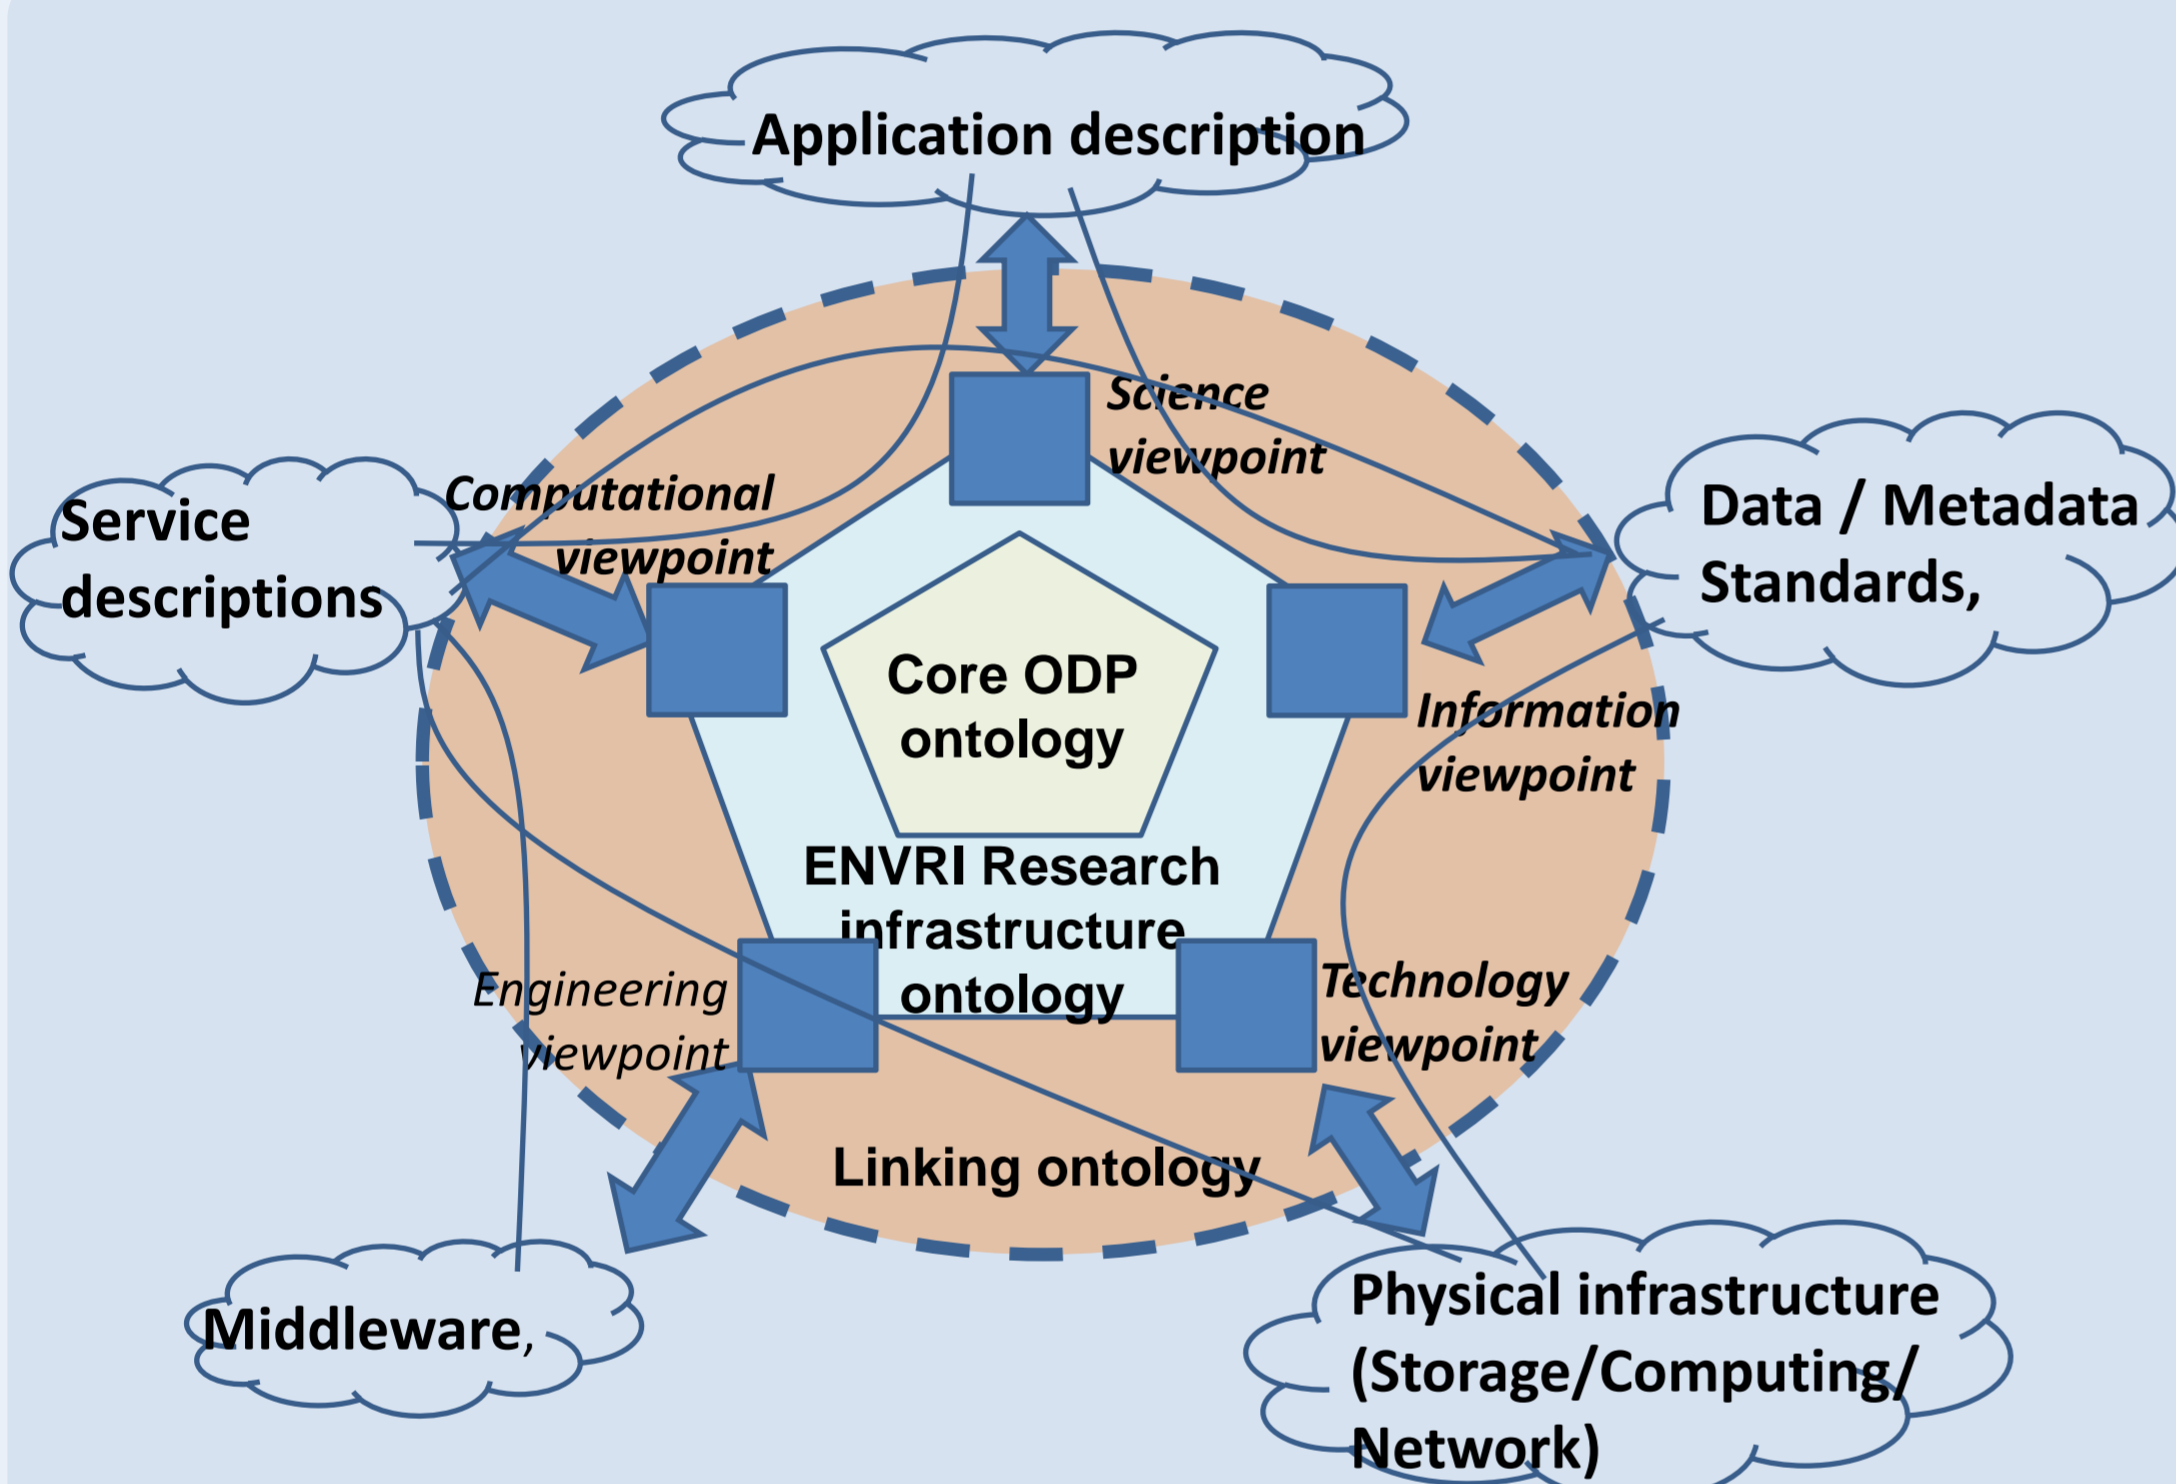 Application description
Science
viewpoint
Computational
viewpoint
Service
descriptions
Data / Metadata
Standards,
Core ODP
ontology
Information
viewpoint
ENVRI Research
infrastructure
ontology
Engineering
viewpoint
Technology
viewpoint
Linking ontology
Middleware,
Physical infrastructure
(Storage/Computing/
Network)